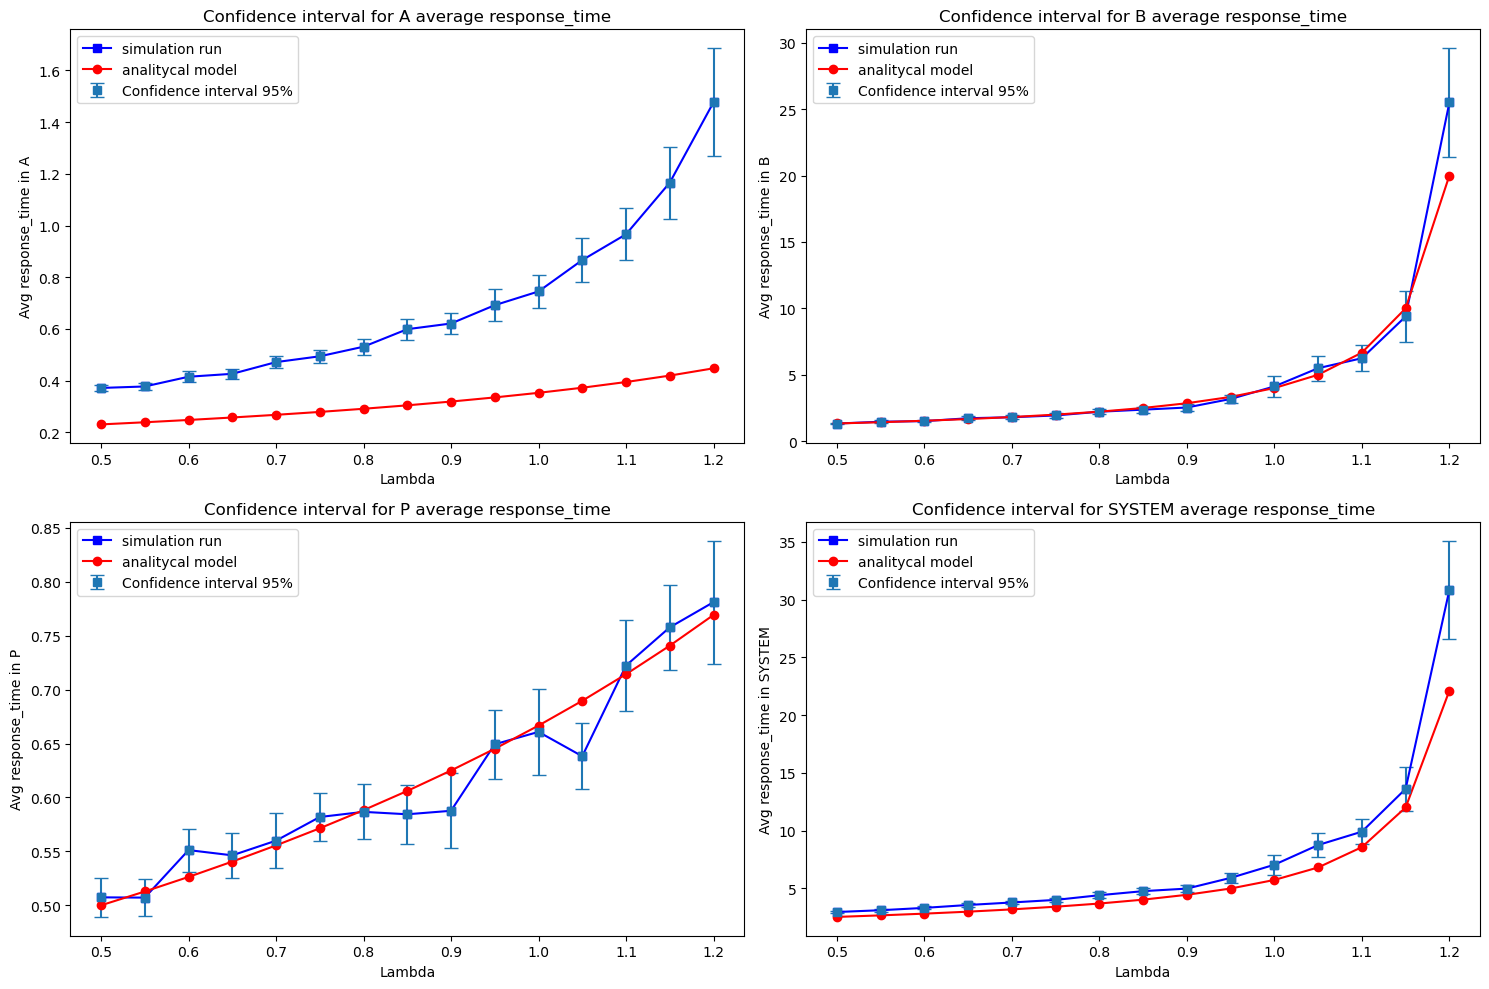 Confidence interval for A average response_time
simulation run
analitycal model
Confidence interval 95%
Avg response_time in A
1.6
1.4
1.2
1.0
0.8
0.6
0.4
0.2
0.5 0.6 0.7 0.8 0.9 1.0 1.1 1.2
Lambda
Confidence interval for B average response_time
simulation run
analitycal model
Confidence interval 95%
Avg response_time in B
30
25
20
15
10
5
0
0.5 0.6 0.7 0.8 0.9 1.0 1.1 1.2
Lambda
Confidence interval for P average response_time
simulation run
analitycal model
Confidence interval 95%
Avg response_time in P
0.85
0.80
0.75
0.70
0.65
0.60
0.55
0.50
0.5 0.6 0.7 0.8 0.9 1.0 1.1 1.2
Lambda
Confidence interval for SYSTEM average response_time
simulation run
analitycal model
Confidence interval 95%
Avg response_time in SYSTEM
35
30
25
20
15
10
5
0.5 0.6 0.7 0.8 0.9 1.0 1.1 1.2
Lambda